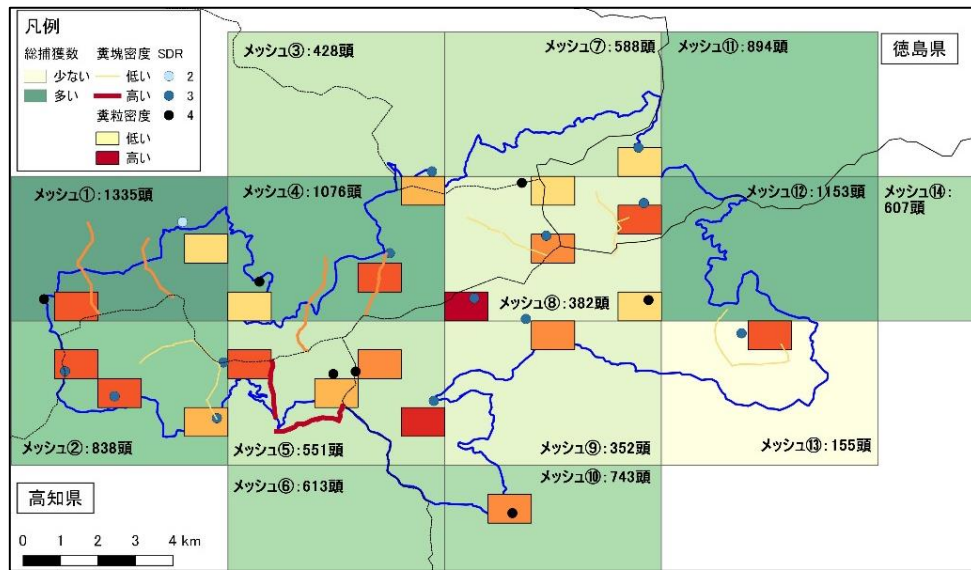 凡例
総捕獲数 糞塊密度 SDR
少ない 低い 2
多い 高い 3
糞粒密度 4
低い
高い
メッシュ③:428頭
メッシュ⑦:588頭
メッシュ⑪:894頭
徳島県
メッシュ①:1335頭
メッシュ④:1076頭
メッシュ⑫:1153頭
メッシュ⑭:
607頭
メッシュ⑧:382頭
メッシュ②:838頭
メッシュ⑤:551頭
メッシュ⑨:352頭
メッシュ⑬:155頭
高知県
メッシュ⑥:613頭
メッシュ⑩:743頭
0 1 2 3 4 km